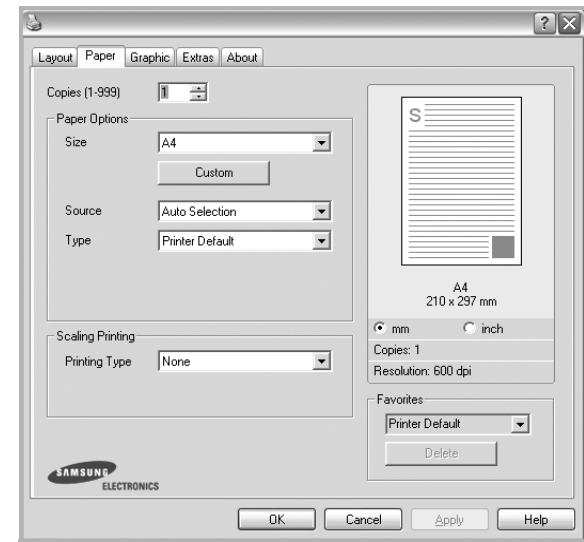 Layout Paper Graphic Extras About
Copies (1-999) 1
Paper Options
Size A4
Custom
Source Auto Selection
Type Printer Default
Scaling Printing
Printing Type None
SAMSUNG
ELECTRONICS
S
A4
210 x 297 mm
mm inch
Copies: 1
Resolution: 600 dpi
Favorites
Printer Default
Delete
OK Cancel Apply Help